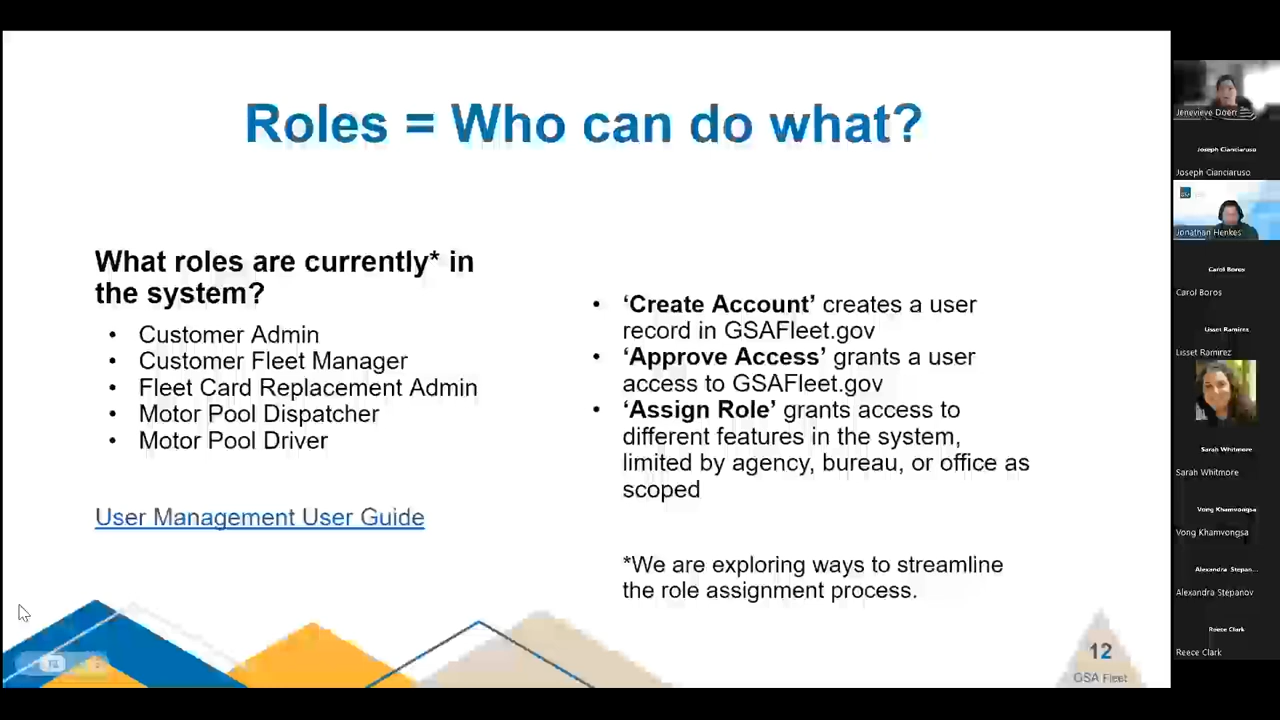 Roles = Who can do what?
What roles are currently* in
the system?
• Customer Admin
• Customer Fleet Manager
• Fleet Card Replacement Admin
• Motor Pool Dispatcher
• Motor Pool Driver
User Management User Guide
• ‘Create Account’ creates a user
record in GSAFleet.gov
• ‘Approve Access’ grants a user
access to GSAFleet.gov
• ‘Assign Role’ grants access to
different features in the system,
limited by agency, bureau, or office as
scoped
*We are exploring ways to streamline
the role assignment process.
12
GSA Fleet
Jenevieve Doerr
Joseph Cianciaruso
Joseph Cianciaruso
GSA
Jonathan Henkes
Carol Boros
Carol Boros
Lisset Ramirez
Lisset Ramirez
Sarah Whitmore
Sarah Whitmore
Vong Khamvongsa
Vong Khamvongsa
Alexandra Stepan...
Alexandra Stepanov
Reece Clark
Reece Clark